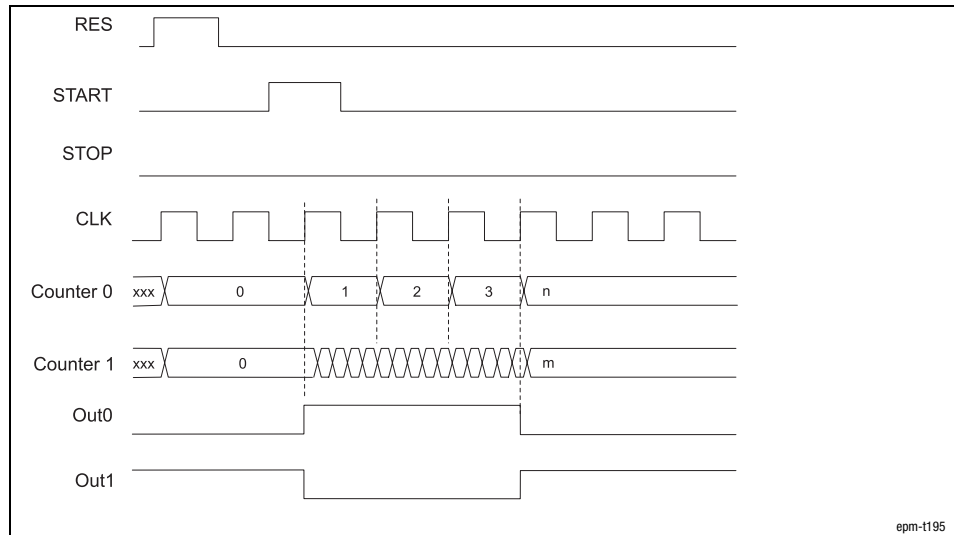 RES
START
STOP
CLK
Counter 0 xxx 0 1 2 3 n
Counter 1 xxx 0 m
Out0
Out1
epm-t195